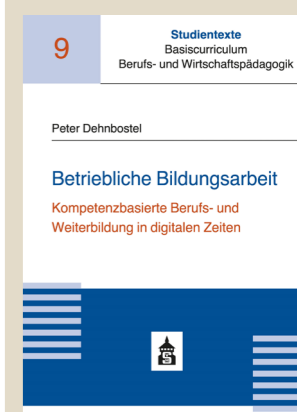 9
Studientexte
Basiscurriculum
Berufs- und Wirtschaftspädagogik
Peter Dehnbostel
Betriebliche Bildungsarbeit
Kompetenzbasierte Berufs- und
Weiterbildung in digitalen Zeiten